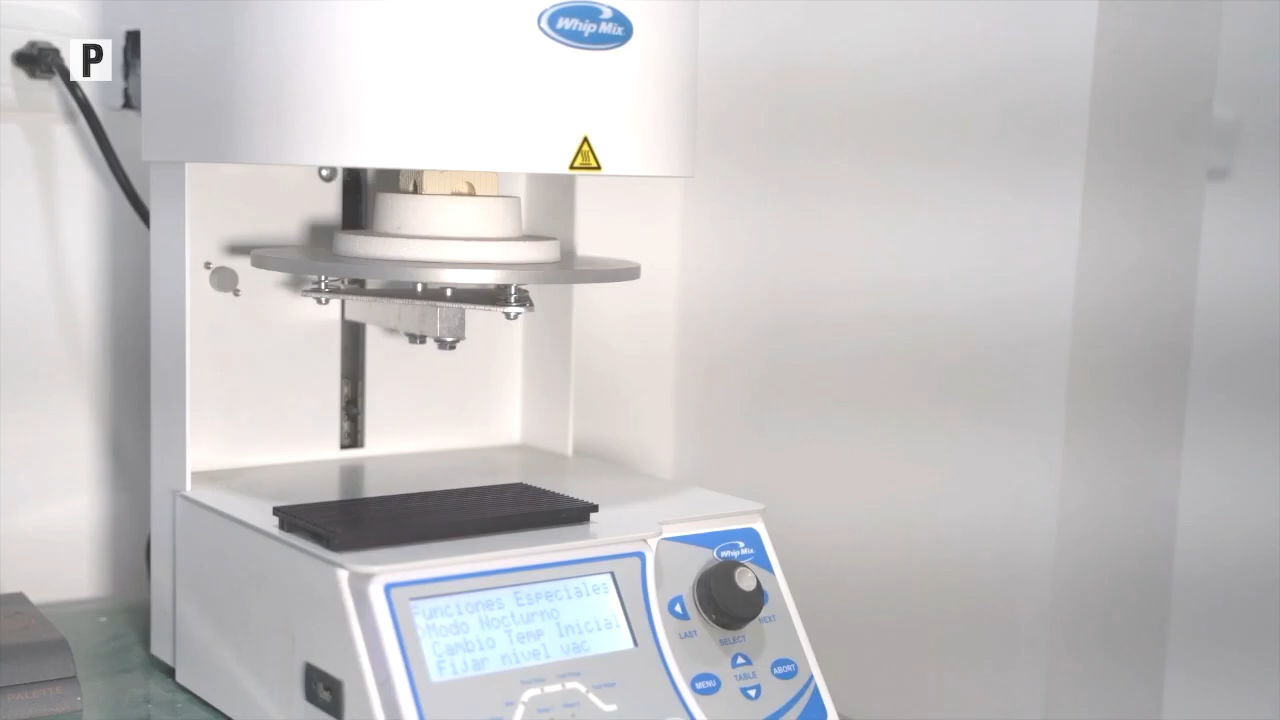 P
Whip Mix
Funciones Especiales
>Modo Nocturno
Cambio Temp Inicial
Fijar nivel vac
Whip Mix
LAST
NEXT
SELECT
MENU
TABLE
ABORT
PALETTE